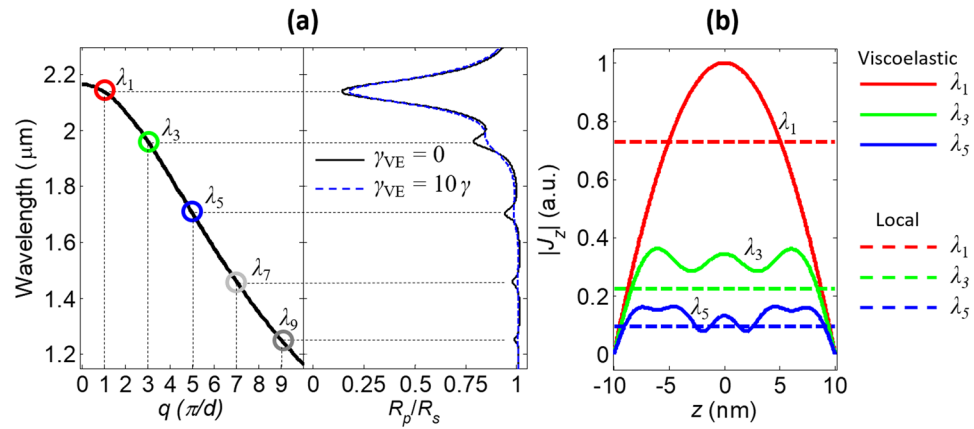 (a)
(b)
Wavelength (μm)
2.2
2
1.8
1.6
1.4
1.2
λ1
λ3
λ5
λ7
λ9
0 1 2 3 4 5 6 7 8 9
q (π/d)
γVE = 0
γVE = 10 γ
0 0.25 0.5 0.75 1
Rp/Rs
|Jz| (a.u.)
1
0.8
0.6
0.4
0.2
0
λ1
λ3
λ5
-10 -5 0 5 10
z (nm)
Viscoelastic
λ1
λ3
λ5
Local
λ1
λ3
λ5